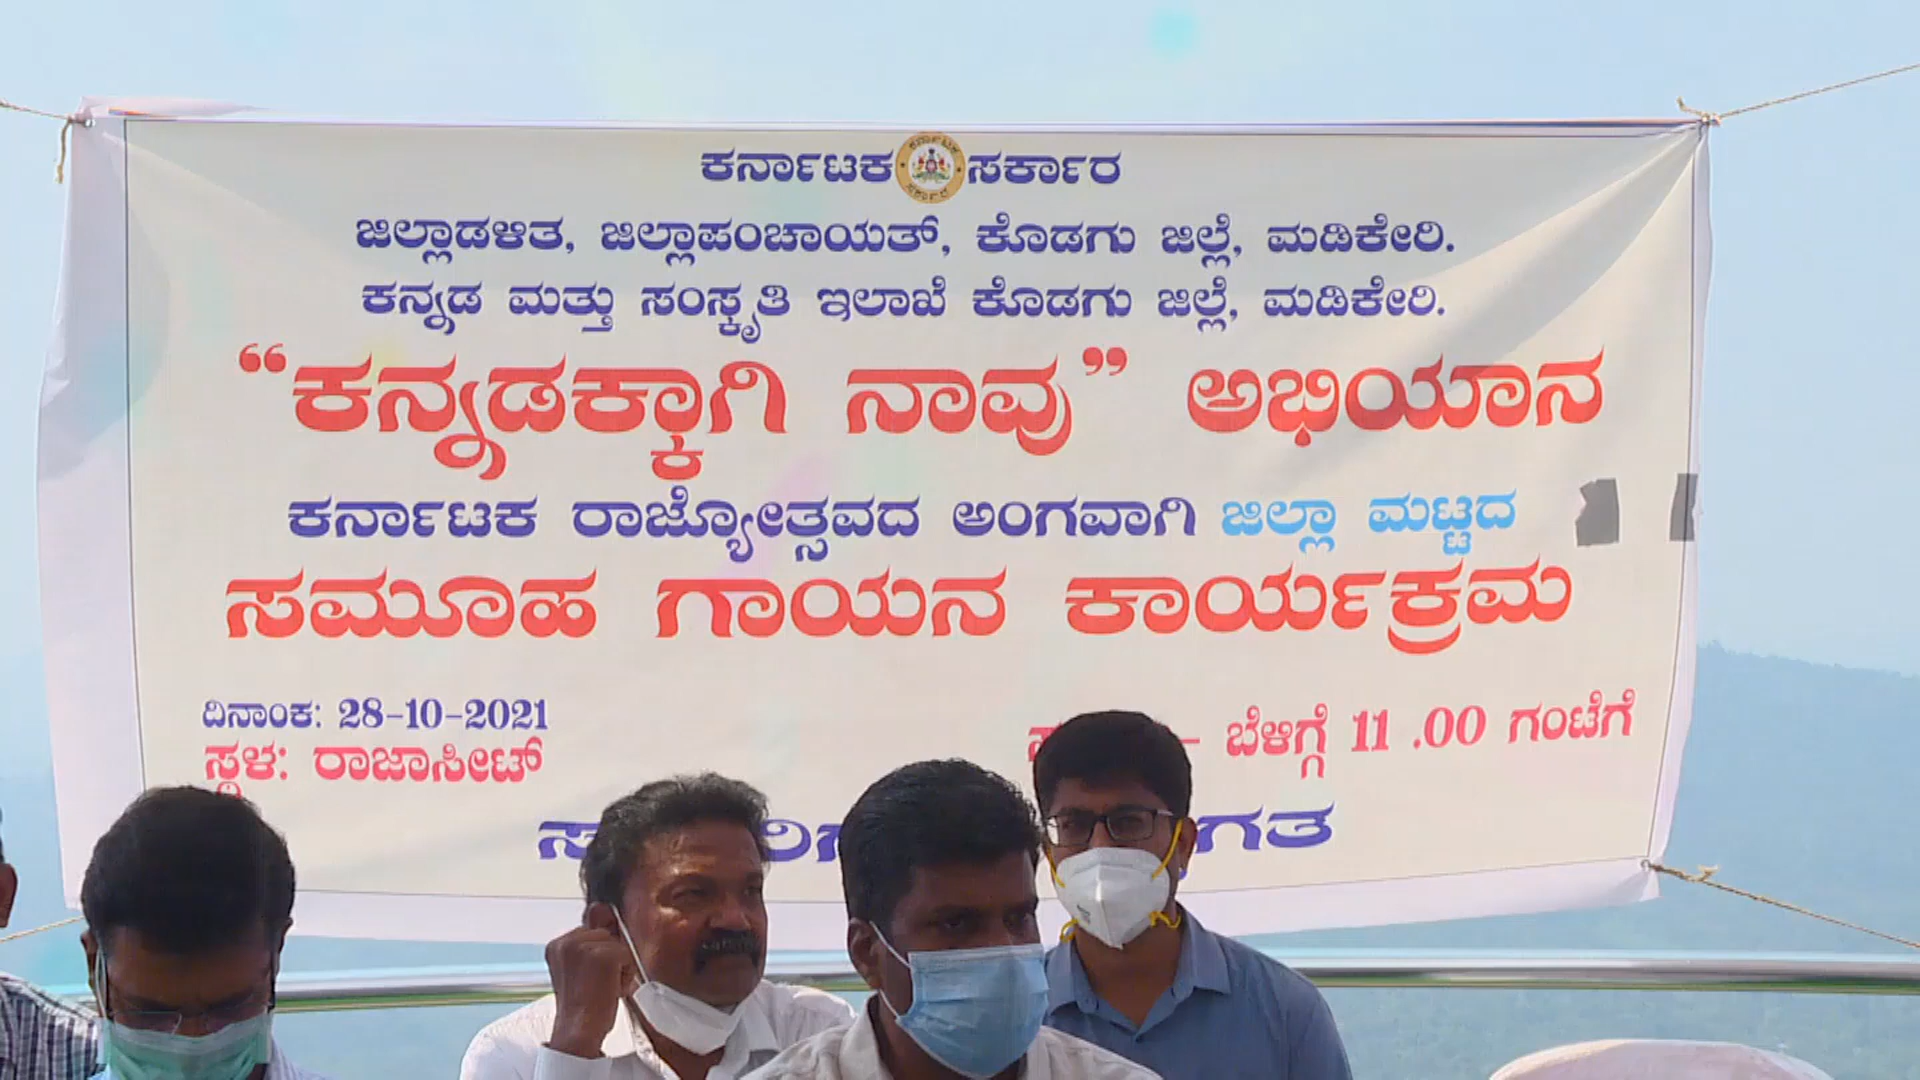 ಕರ್ನಾಟಕ ಸರ್ಕಾರ
ಜಿಲ್ಲಾಡಳಿತ, ಜಿಲ್ಲಾಪಂಚಾಯತ್, ಕೊಡಗು ಜಿಲ್ಲೆ, ಮಡಿಕೇರಿ.
ಕನ್ನಡ ಮತ್ತು ಸಂಸ್ಕೃತಿ ಇಲಾಖೆ ಕೊಡಗು ಜಿಲ್ಲೆ, ಮಡಿಕೇರಿ.
“ಕನ್ನಡಕ್ಕಾಗಿ ನಾವು” ಅಭಿಯಾನ
ಕರ್ನಾಟಕ ರಾಜ್ಯೋತ್ಸವದ ಅಂಗವಾಗಿ ಜಿಲ್ಲಾ ಮಟ್ಟದ
ಸಮೂಹ ಗಾಯನ ಕಾರ್ಯಕ್ರಮ
ದಿನಾಂಕ: 28-10-2021
ಸ್ಥಳ: ರಾಜಾಸೀಟ್
- ಬೆಳಿಗ್ಗೆ 11 .00 ಗಂಟೆಗೆ